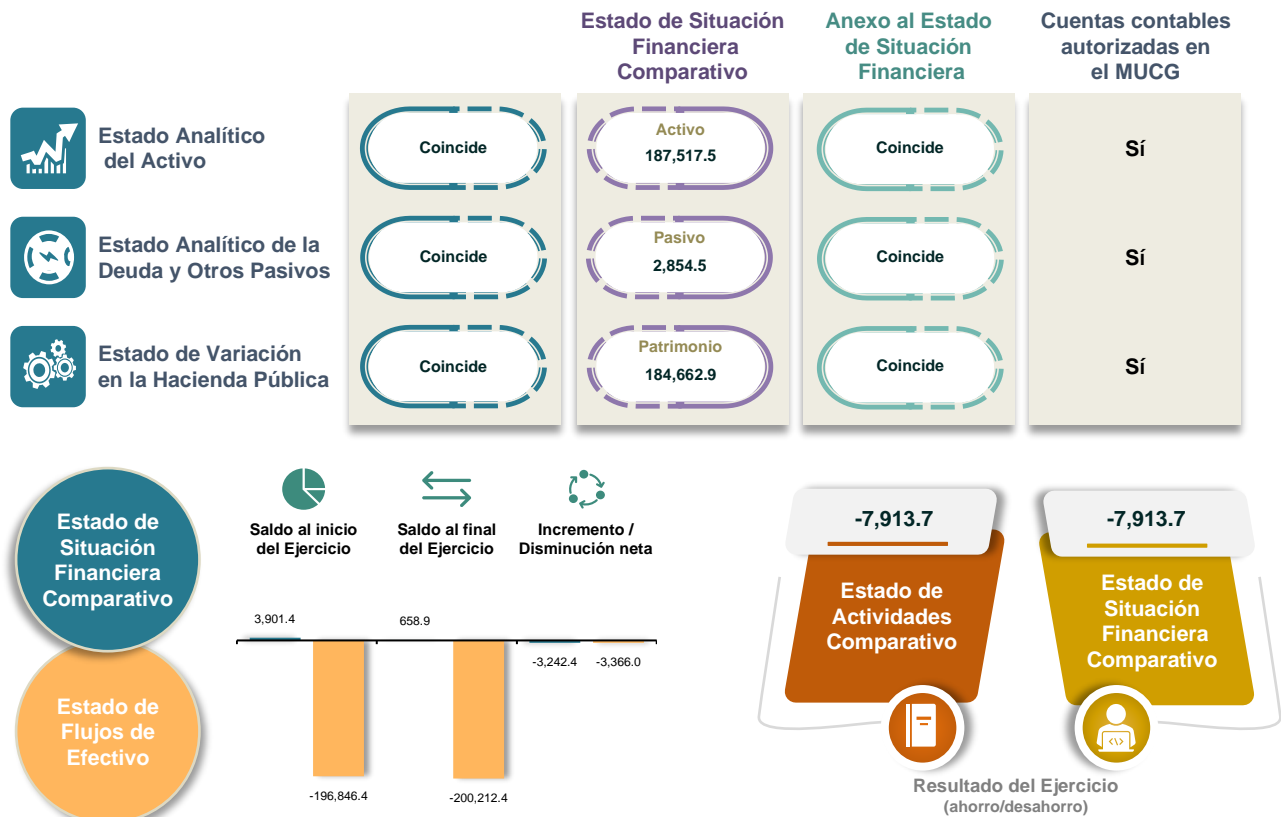 Estado de Situación
Financiera
Comparativo
Anexo al Estado
de Situación
Financiera
Cuentas contables
autorizadas en
el MUCG
Estado Analítico
del Activo
Coincide
Activo
187,517.5
Coincide
Sí
Estado Analítico de la
Deuda y Otros Pasivos
Coincide
Pasivo
2,854.5
Coincide
Sí
Estado de Variación
en la Hacienda Pública
Coincide
Patrimonio
184,662.9
Coincide
Sí
Estado de
Situación
Financiera
Comparativo
Estado de
Flujos de
Efectivo
Saldo al inicio
del Ejercicio
Saldo al final
del Ejercicio
Incremento /
Disminución neta
3,901.4
658.9
-3,242.4
-3,366.0
-196,846.4
-200,212.4
-7,913.7
Estado de
Actividades
Comparativo
-7,913.7
Estado de
Situación
Financiera
Comparativo
Resultado del Ejercicio
(ahorro/desahorro)